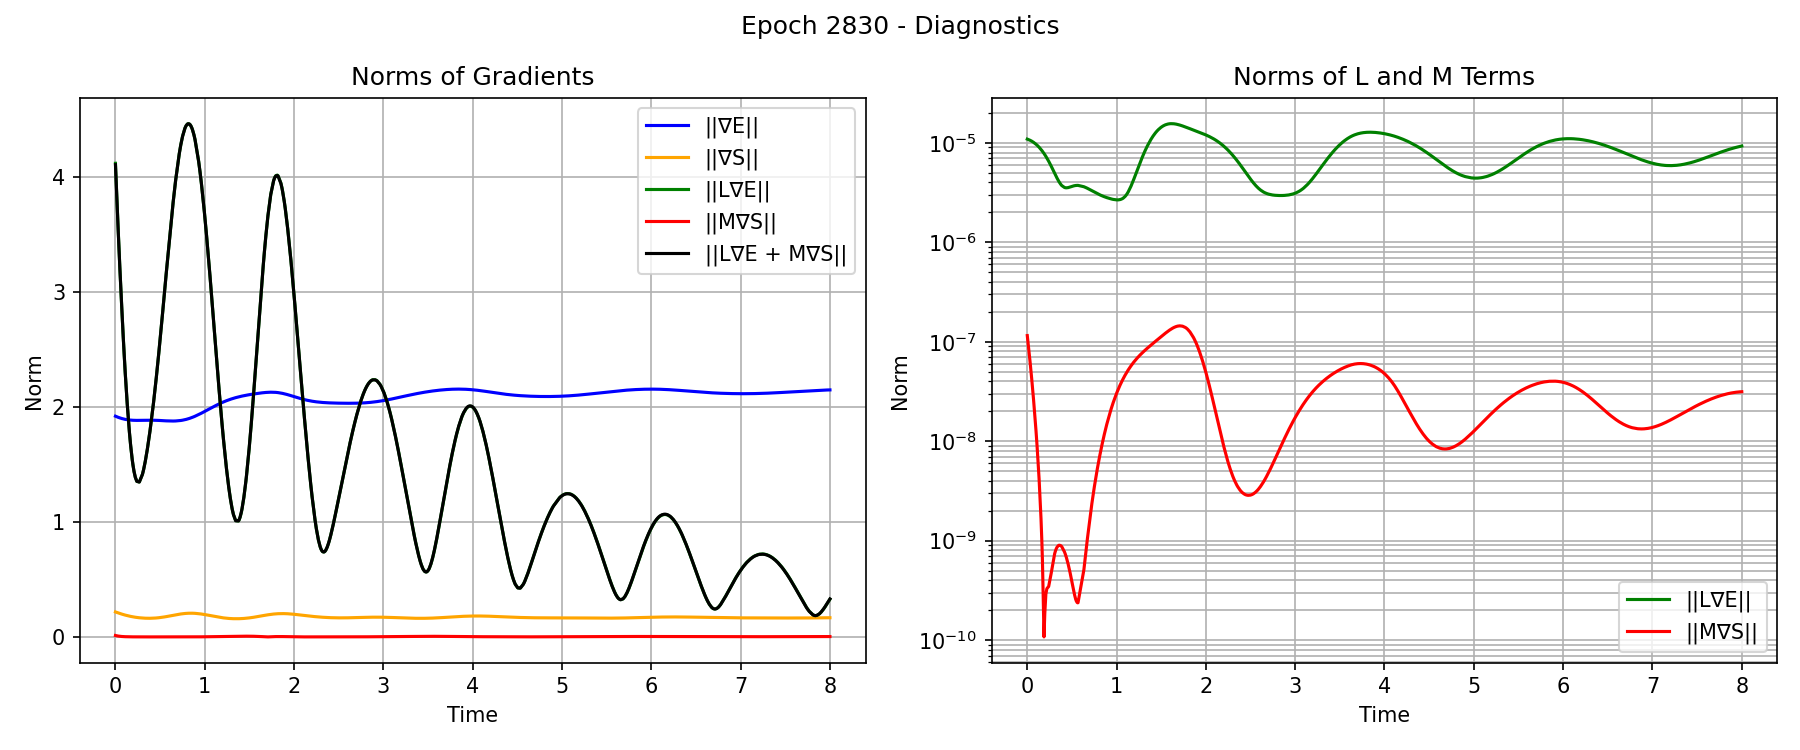 Epoch 2830 - Diagnostics
Norms of Gradients
Norm
4
3
2
1
0
||∇E||
||∇S||
||L∇E||
||M∇S||
||L∇E + M∇S||
0 1 2 3 4 5 6 7 8
Time
Norms of L and M Terms
Norm
10⁻⁵
10⁻⁶
10⁻⁷
10⁻⁸
10⁻⁹
10⁻¹⁰
||L∇E||
||M∇S||
0 1 2 3 4 5 6 7 8
Time